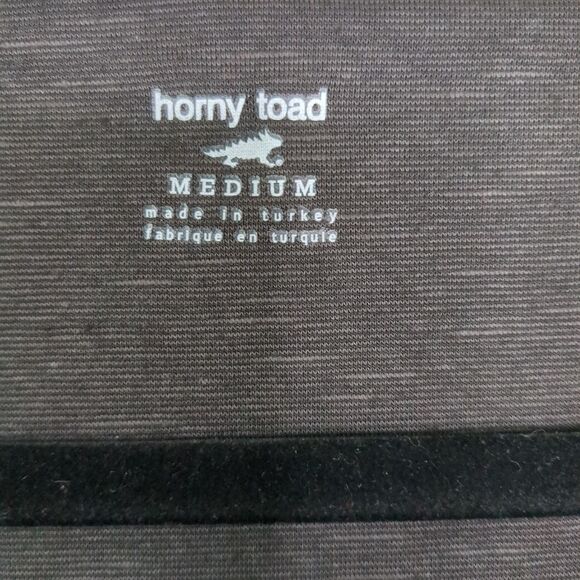 horny toad
MEDIUM
made in turkey
fabrique en turquie